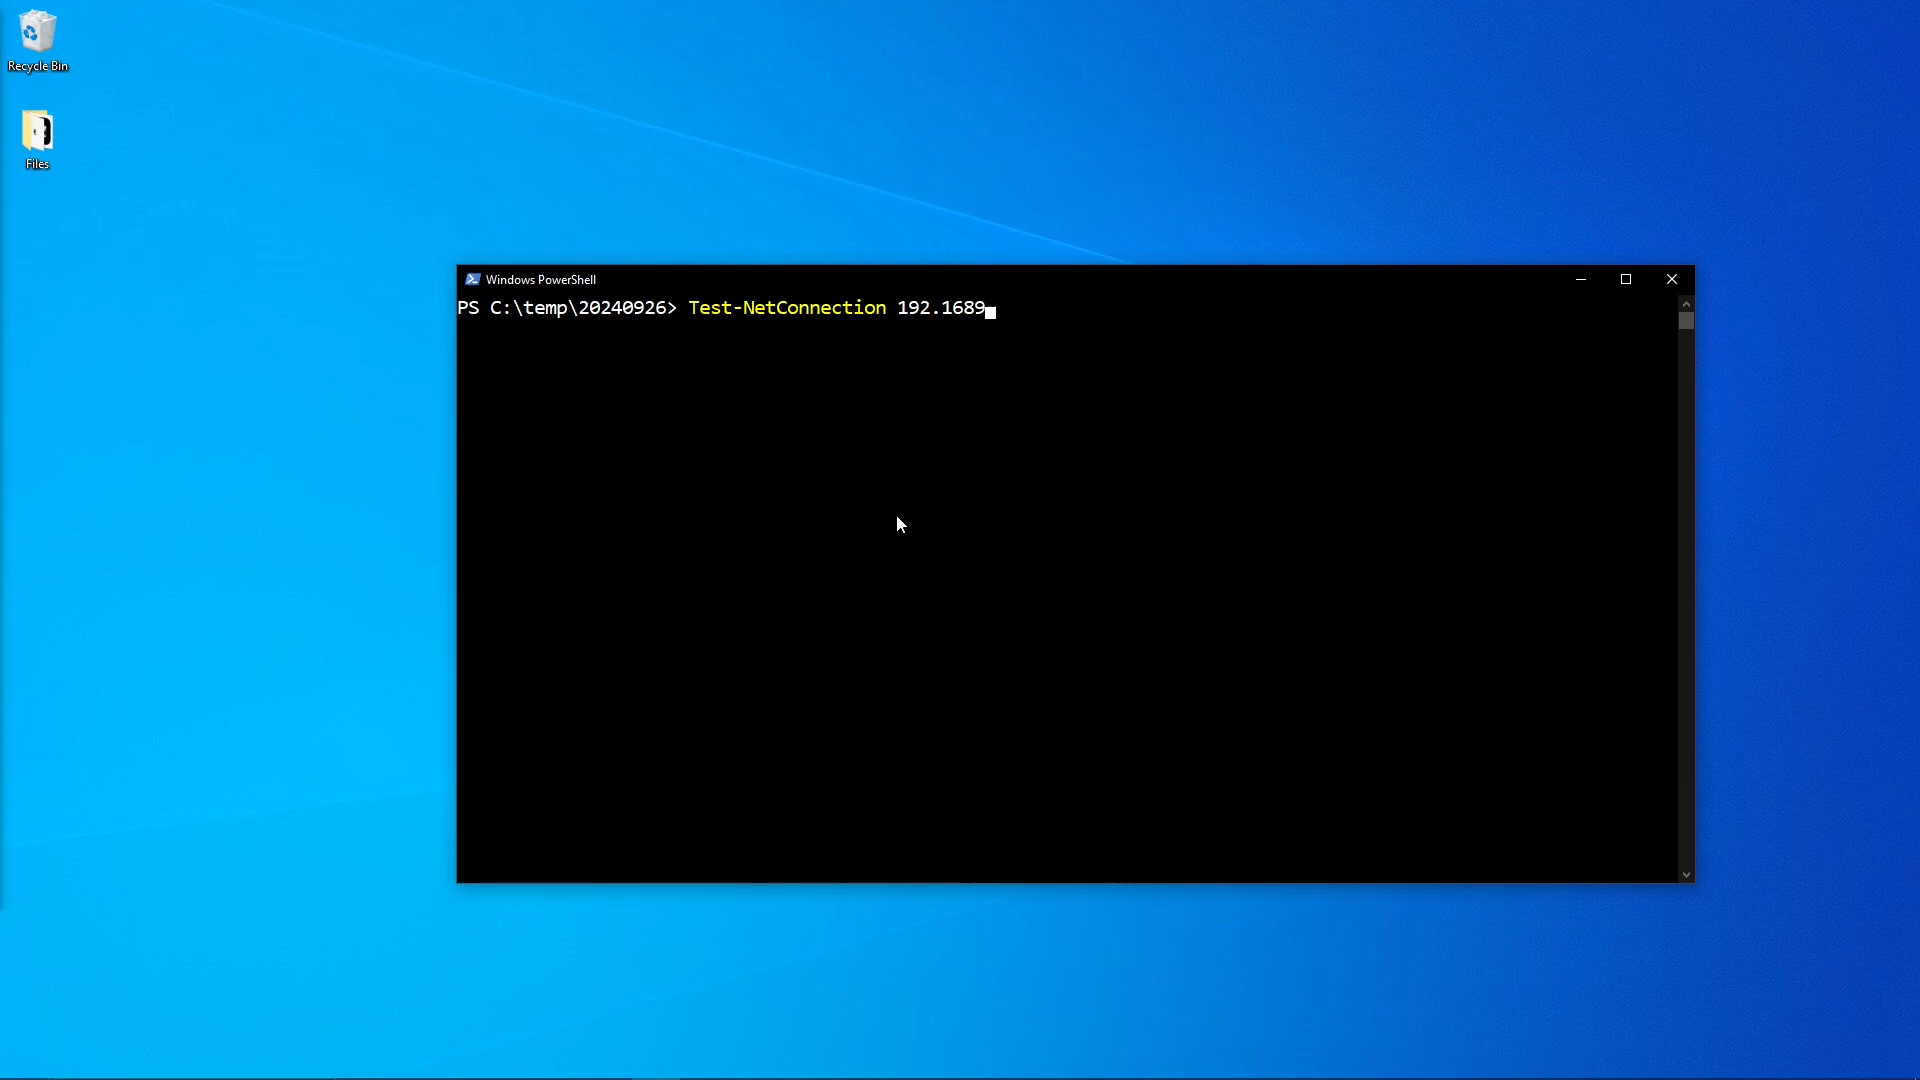 Recycle Bin
Files
Windows PowerShell
PS C:\temp\20240926> Test-NetConnection 192.1689